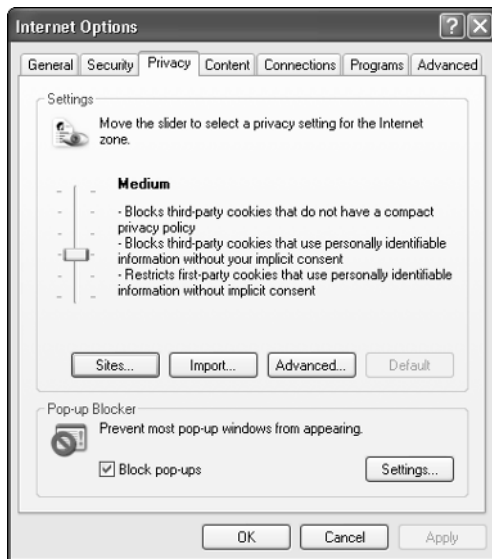 Internet Options
General Security Privacy Content Connections Programs Advanced
Settings
Move the slider to select a privacy setting for the Internet
zone.
Medium
- Blocks third-party cookies that do not have a compact
privacy policy
- Blocks third-party cookies that use personally identifiable
information without your implicit consent
- Restricts first-party cookies that use personally identifiable
information without implicit consent
Sites... Import... Advanced... Default
Pop-up Blocker
Prevent most pop-up windows from appearing.
Block pop-ups Settings...
OK Cancel Apply